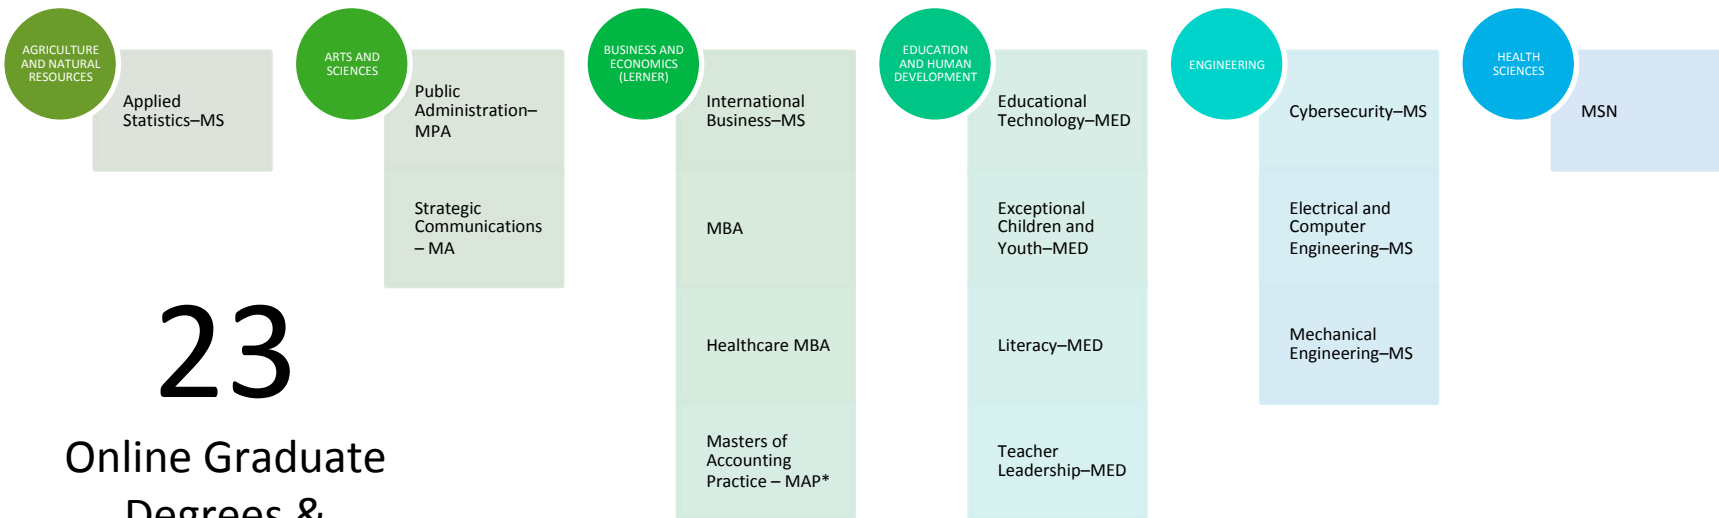 AGRICULTURE
AND NATURAL
RESOURCES
Applied
Statistics–MS
ARTS AND
SCIENCES
Public
Administration–
MPA
Strategic
Communications
– MA
BUSINESS AND
ECONOMICS
(LERNER)
International
Business–MS
MBA
Healthcare MBA
Masters of
Accounting
Practice – MAP*
EDUCATION
AND HUMAN
DEVELOPMENT
Educational
Technology–MED
Exceptional
Children and
Youth–MED
Literacy–MED
Teacher
Leadership–MED
ENGINEERING
Cybersecurity–MS
Electrical and
Computer
Engineering–MS
Mechanical
Engineering–MS
HEALTH
SCIENCES
MSN
23
Online Graduate
Degrees &